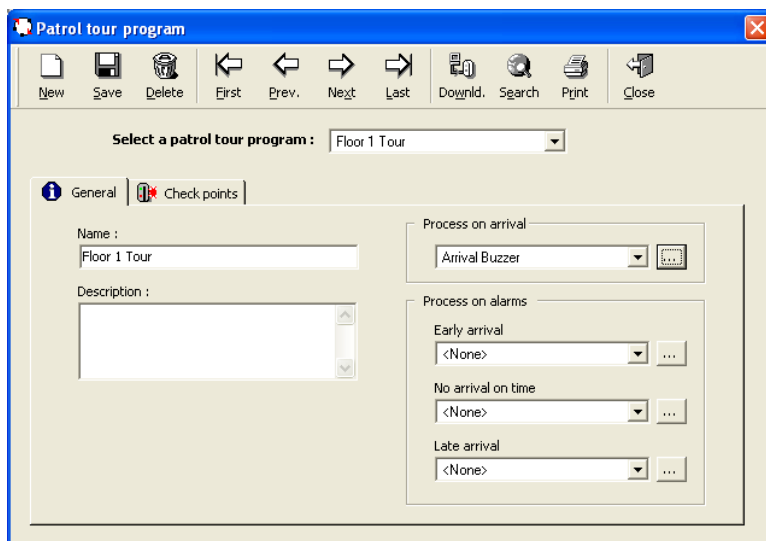 Patrol tour program
New Save Delete First Prev. Next Last Downld. Search Print Close
Select a patrol tour program : Floor 1 Tour
General Check points
Name :
Floor 1 Tour
Description :
Process on arrival
Arrival Buzzer ...
Process on alarms
Early arrival
<None> ...
No arrival on time
<None> ...
Late arrival
<None> ...